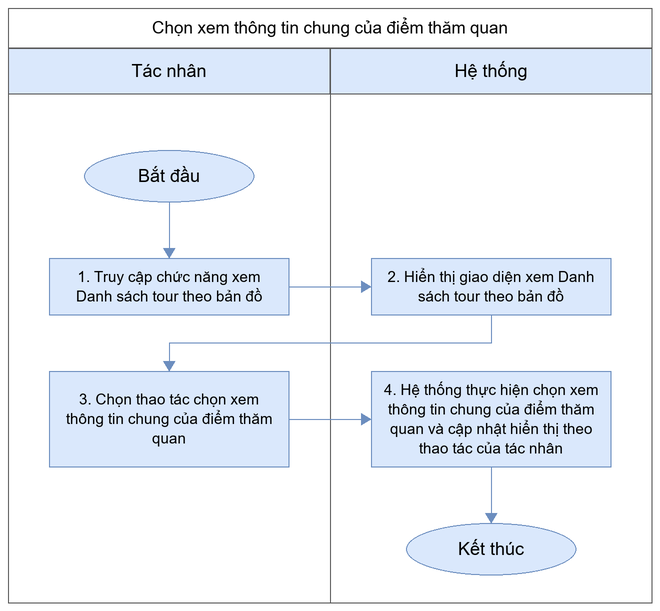 Chọn xem thông tin chung của điểm thăm quan
Tác nhân
Hệ thống
Bắt đầu
1. Truy cập chức năng xem
Danh sách tour theo bản đồ
2. Hiển thị giao diện xem Danh
sách tour theo bản đồ
3. Chọn thao tác chọn xem
thông tin chung của điểm thăm
quan
4. Hệ thống thực hiện chọn xem
thông tin chung của điểm thăm
quan và cập nhật hiển thị theo
thao tác của tác nhân
Kết thúc